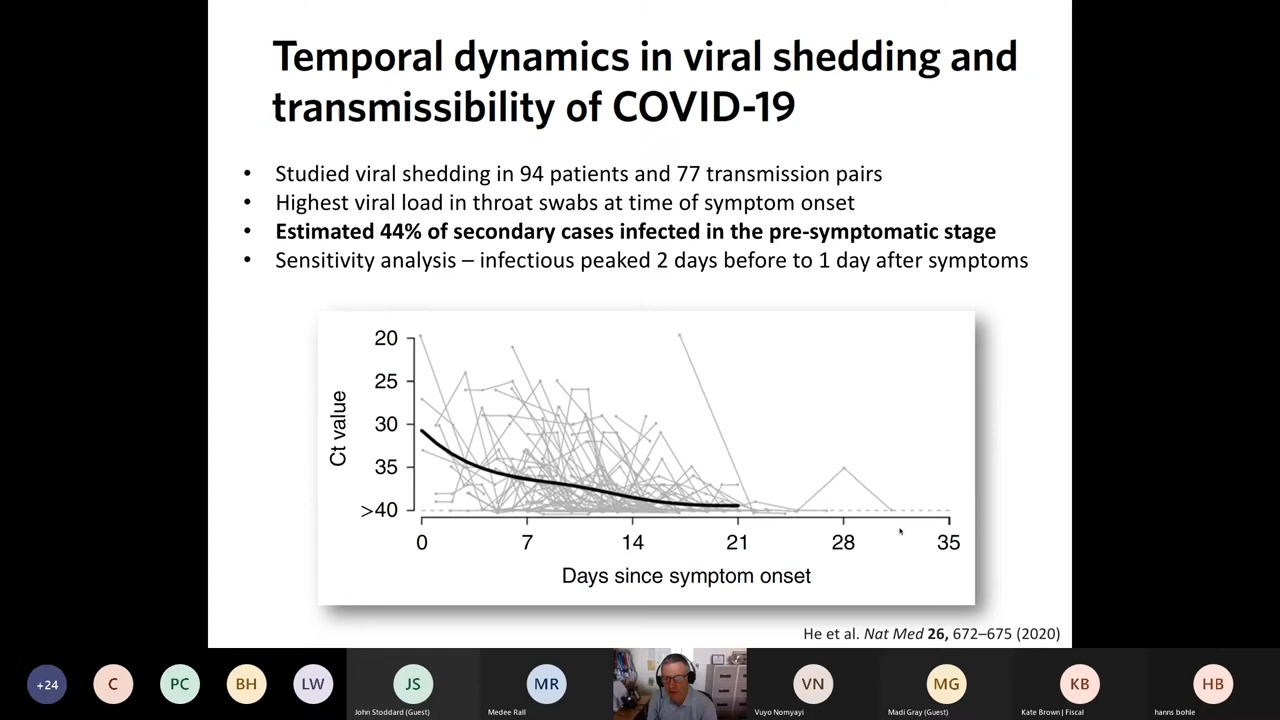 Temporal dynamics in viral shedding and
transmissibility of COVID-19
• Studied viral shedding in 94 patients and 77 transmission pairs
• Highest viral load in throat swabs at time of symptom onset
• Estimated 44% of secondary cases infected in the pre-symptomatic stage
• Sensitivity analysis – infectious peaked 2 days before to 1 day after symptoms
Ct value
20
25
30
35
>40
0 7 14 21 28 35
Days since symptom onset
He et al. Nat Med 26, 672–675 (2020)
+24 C PC BH LW JS MR VN MG KB HB
John Stoddard (Guest) Medee Rall Vuyo Nomyayi Madi Gray (Guest) Kate Brown | Fiscal hanns bohle